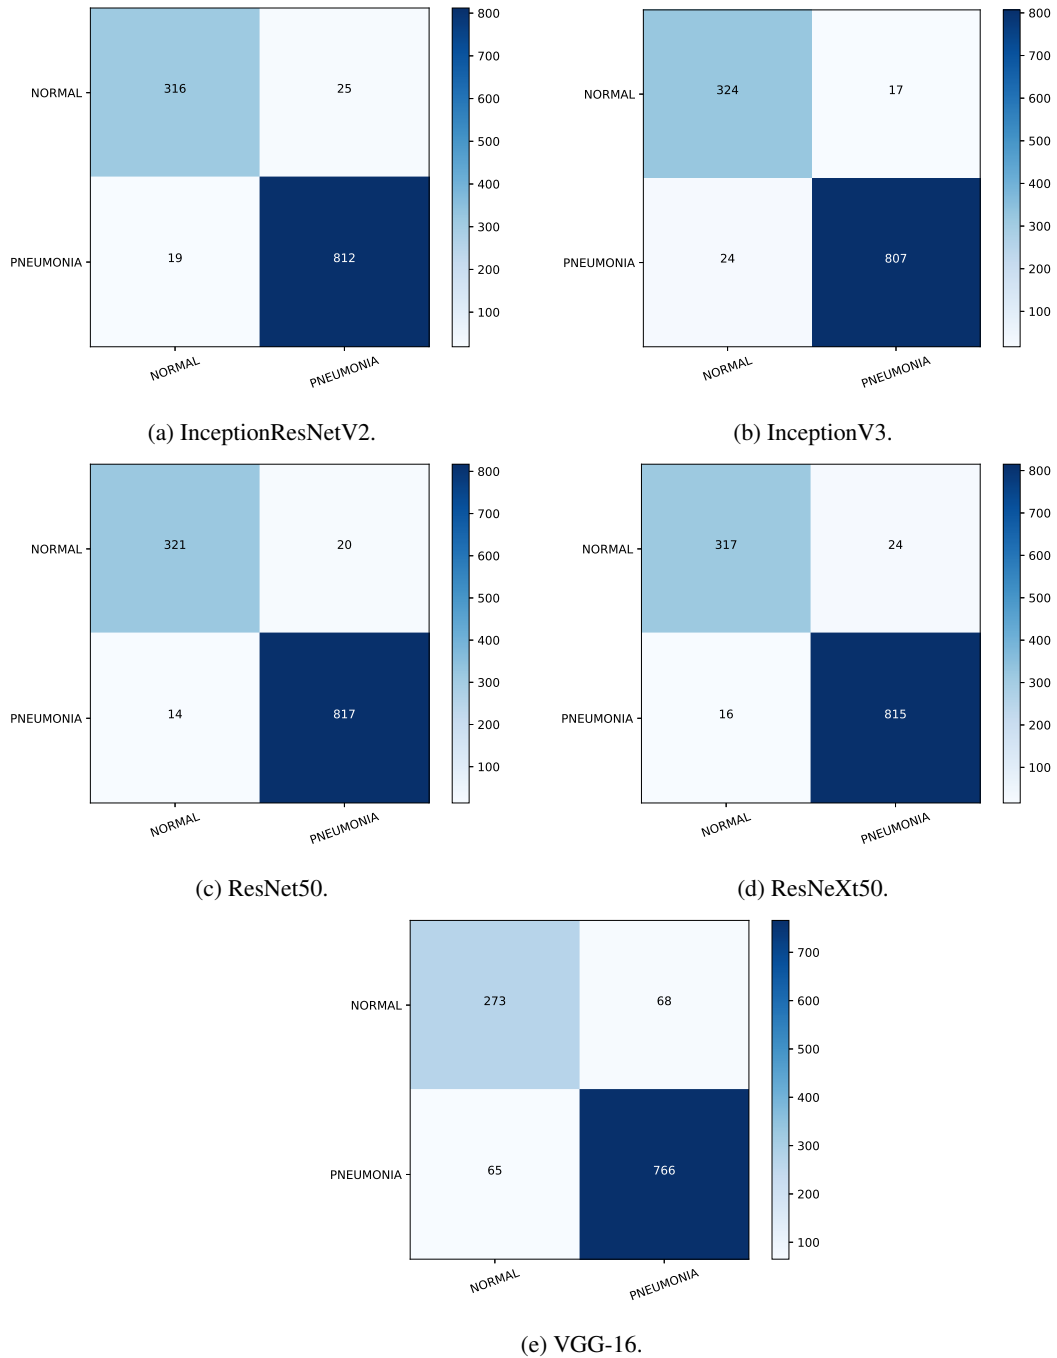 800
700
NORMAL 316 25
600
500
400
300
PNEUMONIA 19 812
200
100
NORMAL PNEUMONIA
(a) InceptionResNetV2.
800
700
NORMAL 324 17
600
500
400
300
PNEUMONIA 24 807
200
100
NORMAL PNEUMONIA
(b) InceptionV3.
800
700
NORMAL 321 20
600
500
400
300
PNEUMONIA 14 817
200
100
NORMAL PNEUMONIA
(c) ResNet50.
800
700
NORMAL 317 24
600
500
400
300
PNEUMONIA 16 815
200
100
NORMAL PNEUMONIA
(d) ResNeXt50.
700
NORMAL 273 68
600
500
400
300
PNEUMONIA 65 766
200
100
NORMAL PNEUMONIA
(e) VGG-16.